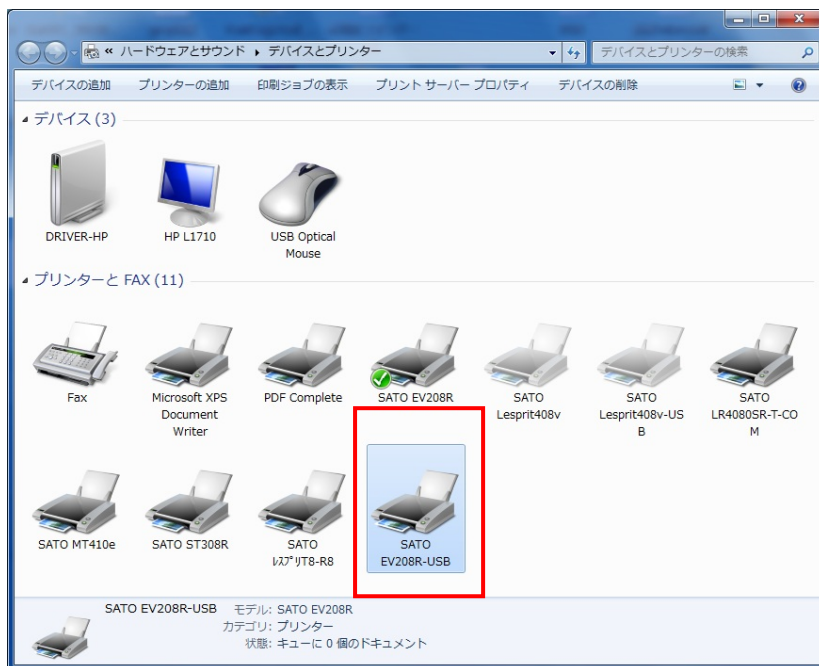 « ハードウェアとサウンド ▸ デバイスとプリンター
デバイスとプリンターの検索
デバイスの追加 プリンターの追加 印刷ジョブの表示 プリント サーバー プロパティ デバイスの削除
デバイス (3)
DRIVER-HP
HP L1710
USB Optical
Mouse
プリンターと FAX (11)
Fax
Microsoft XPS
Document
Writer
PDF Complete
SATO EV208R
SATO
Lesprit408v
SATO
Lesprit408v-US
B
SATO
LR4080SR-T-CO
M
SATO MT410e
SATO ST308R
SATO
ﾚｽﾌﾟﾘT8-R8
SATO
EV208R-USB
SATO EV208R-USB モデル: SATO EV208R
カテゴリ: プリンター
状態: キューに 0 個のドキュメント